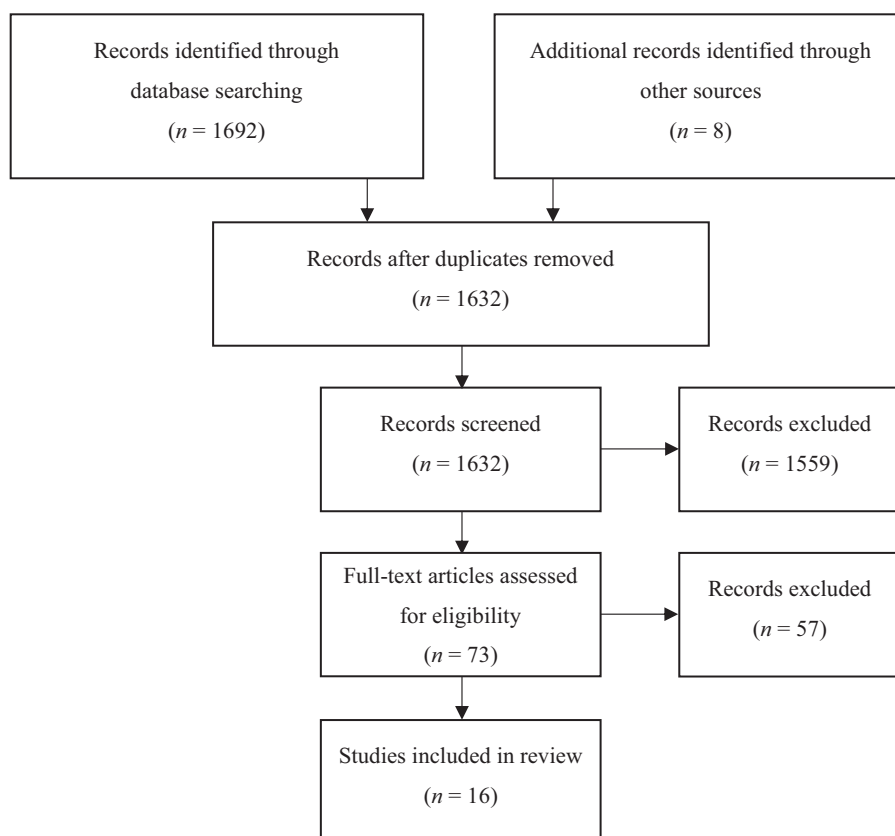 Records identified through
database searching
(n = 1692)
Additional records identified through
other sources
(n = 8)
Records after duplicates removed
(n = 1632)
Records screened
(n = 1632)
Records excluded
(n = 1559)
Full-text articles assessed
for eligibility
(n = 73)
Records excluded
(n = 57)
Studies included in review
(n = 16)